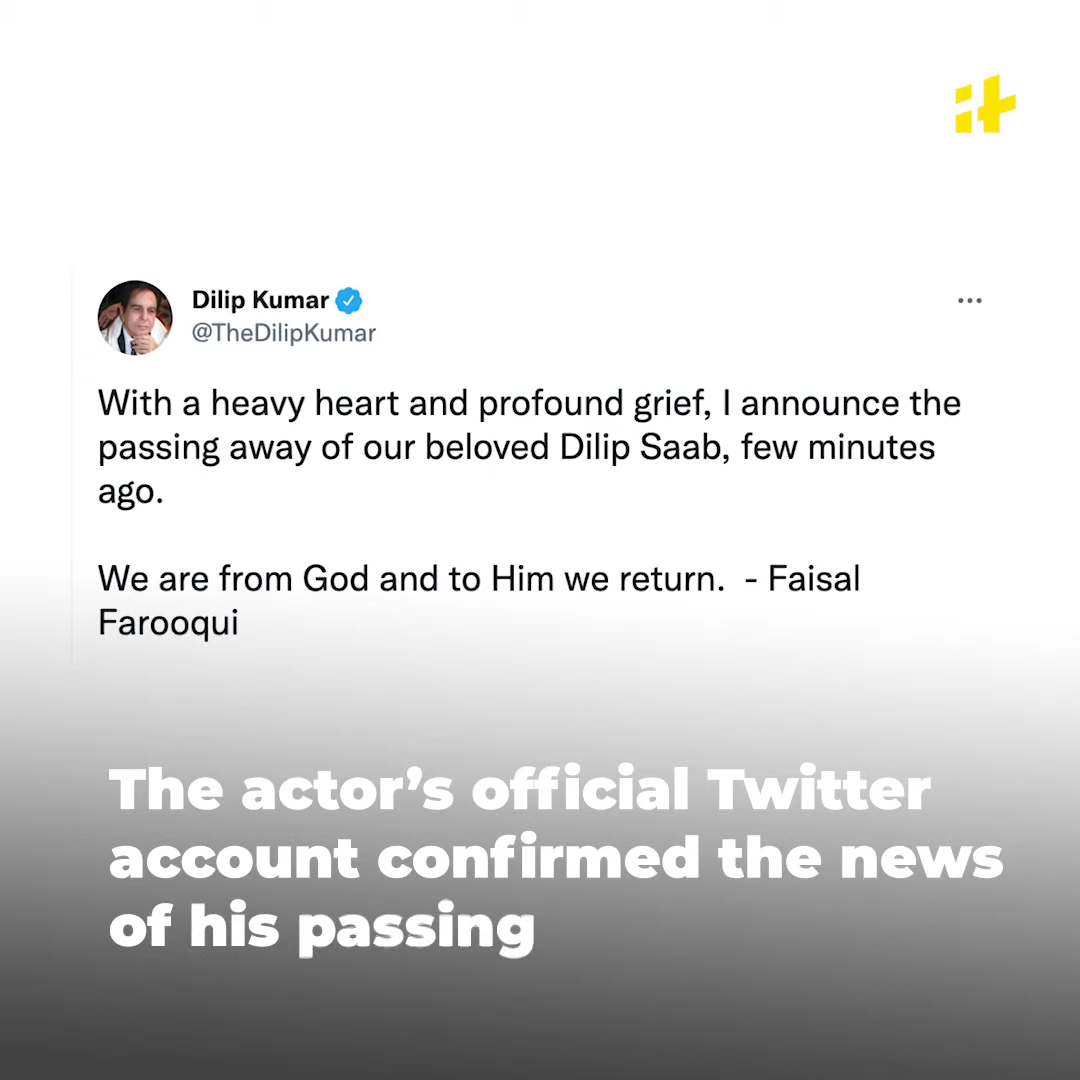 Dilip Kumar
@TheDilipKumar
With a heavy heart and profound grief, I announce the
passing away of our beloved Dilip Saab, few minutes
ago.
We are from God and to Him we return.  - Faisal
Farooqui
The actor’s official Twitter
account confirmed the news
of his passing